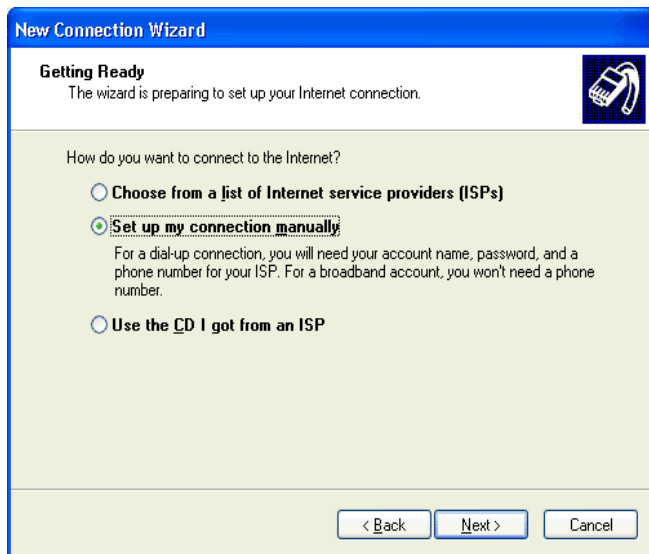 New Connection Wizard
Getting Ready
The wizard is preparing to set up your Internet connection.
How do you want to connect to the Internet?
Choose from a list of Internet service providers (ISPs)
Set up my connection manually
For a dial-up connection, you will need your account name, password, and a
phone number for your ISP. For a broadband account, you won't need a phone
number.
Use the CD I got from an ISP
< Back Next > Cancel